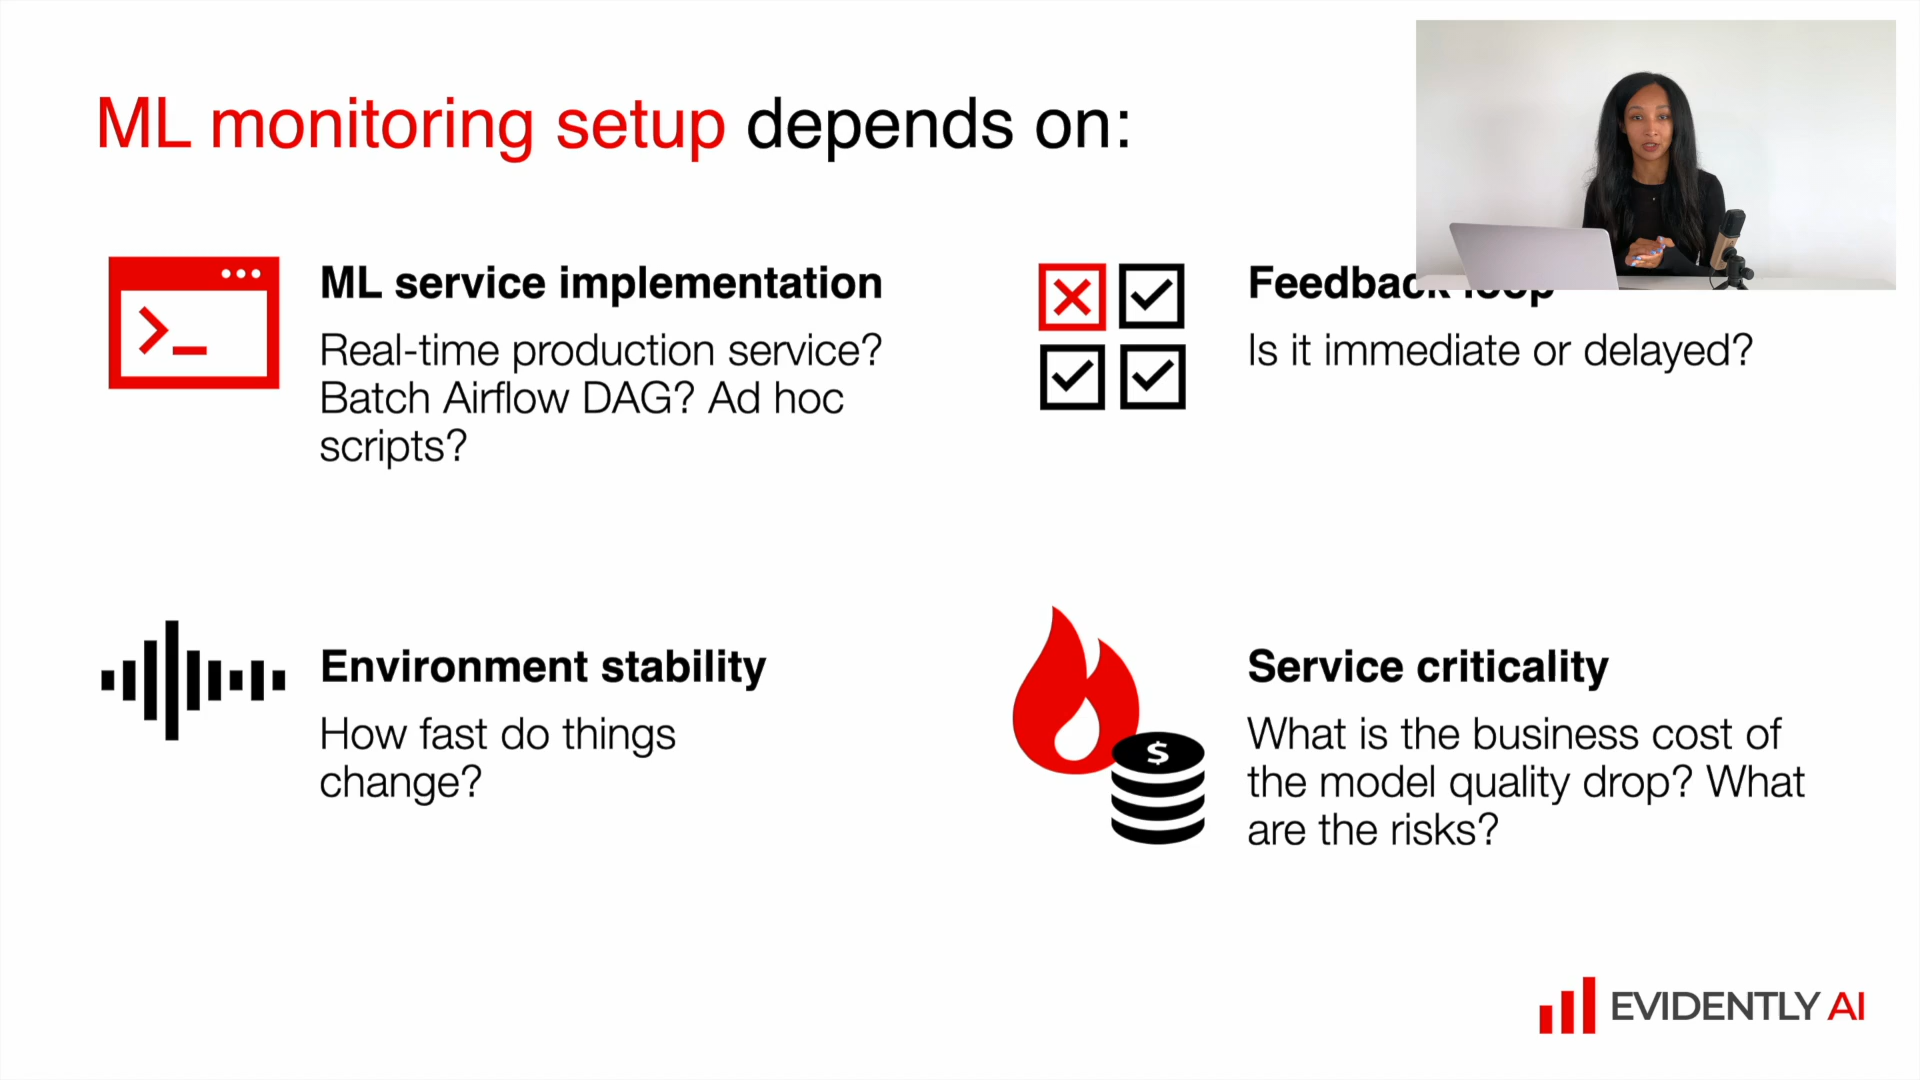 ML monitoring setup depends on:
ML service implementation
Real-time production service?
Batch Airflow DAG? Ad hoc
scripts?
Feedback loop
Is it immediate or delayed?
Environment stability
How fast do things
change?
Service criticality
What is the business cost of
the model quality drop? What
are the risks?
$
EVIDENTLY AI